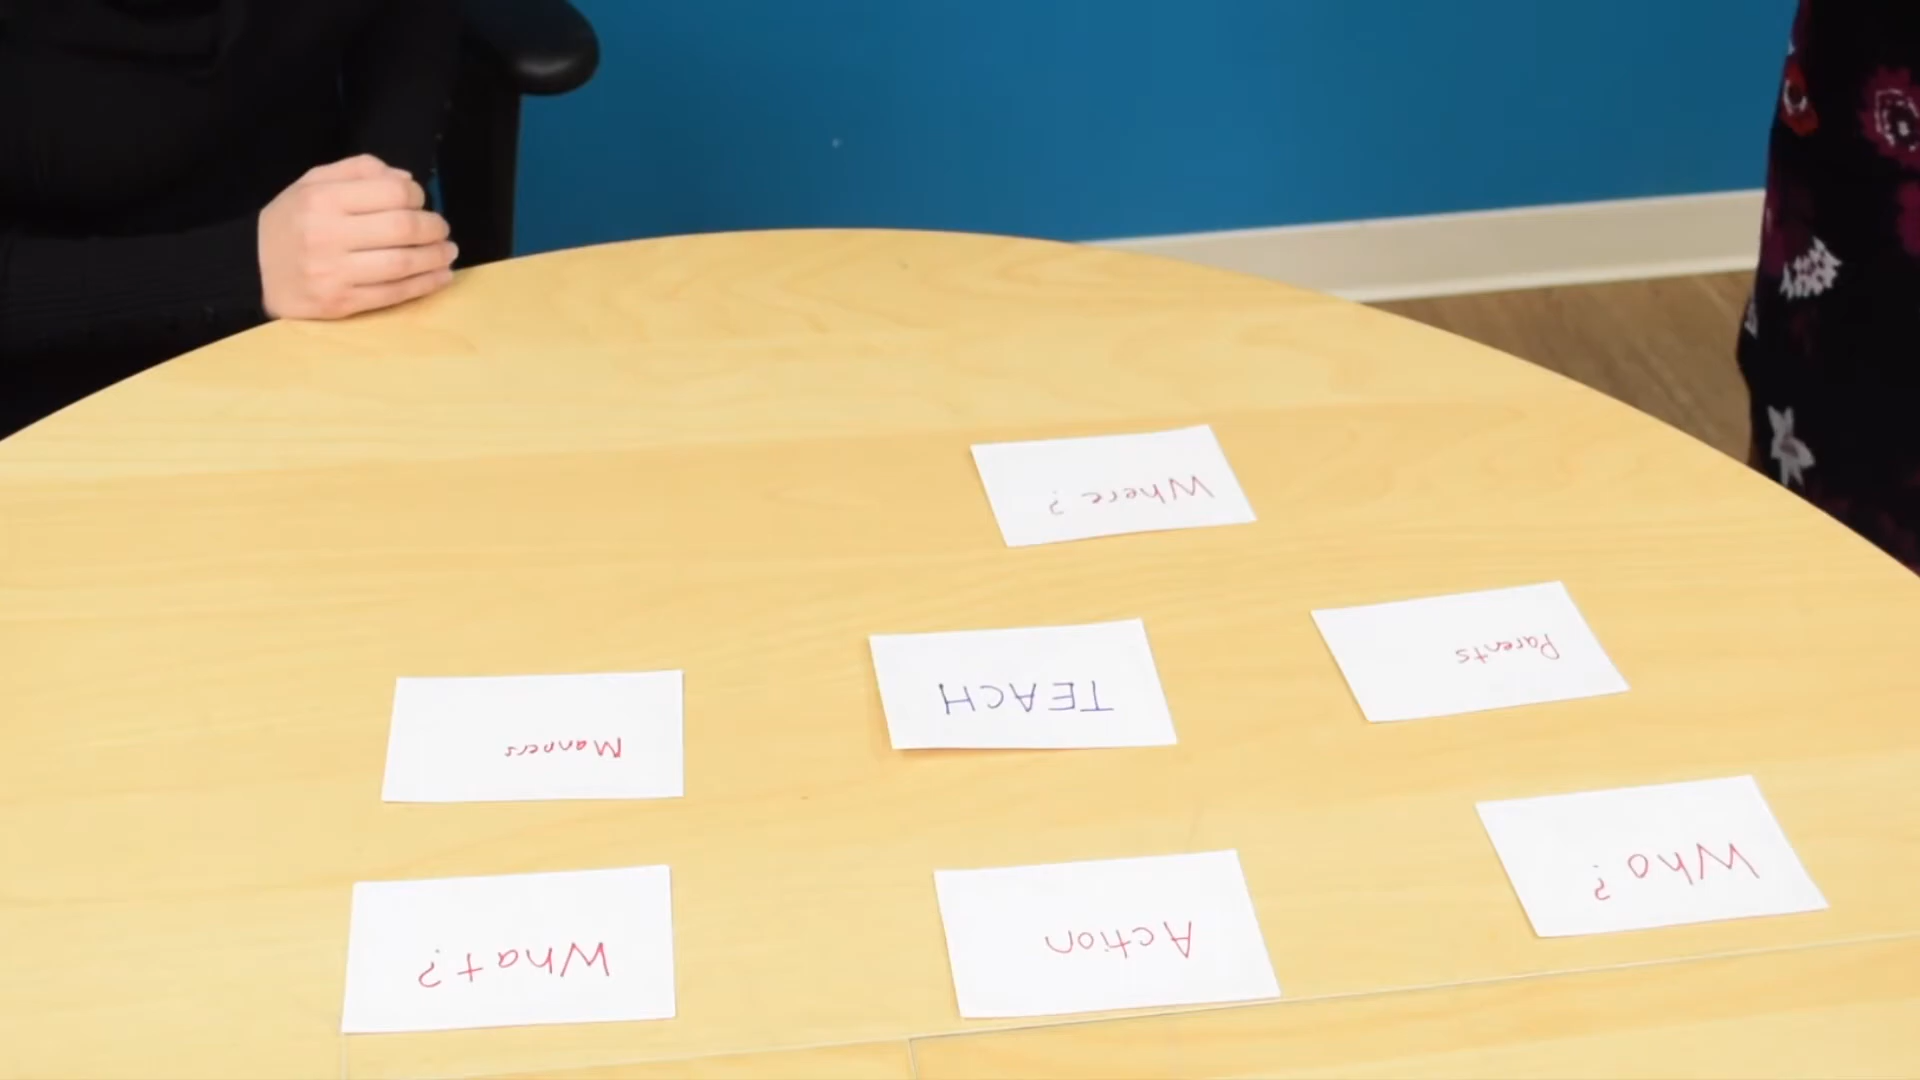 Who?
Action
What?
Parents
TEACH
Manners
Where?